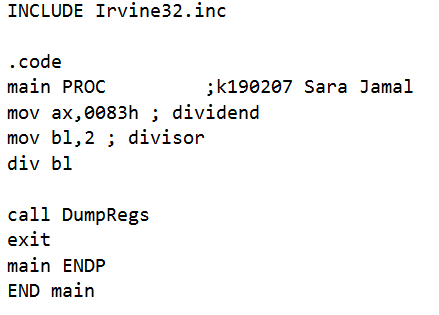 INCLUDE Irvine32.inc
.code
main PROC         ;k190207 Sara Jamal
mov ax,0083h ; dividend
mov bl,2 ; divisor
div bl
call DumpRegs
exit
main ENDP
END main